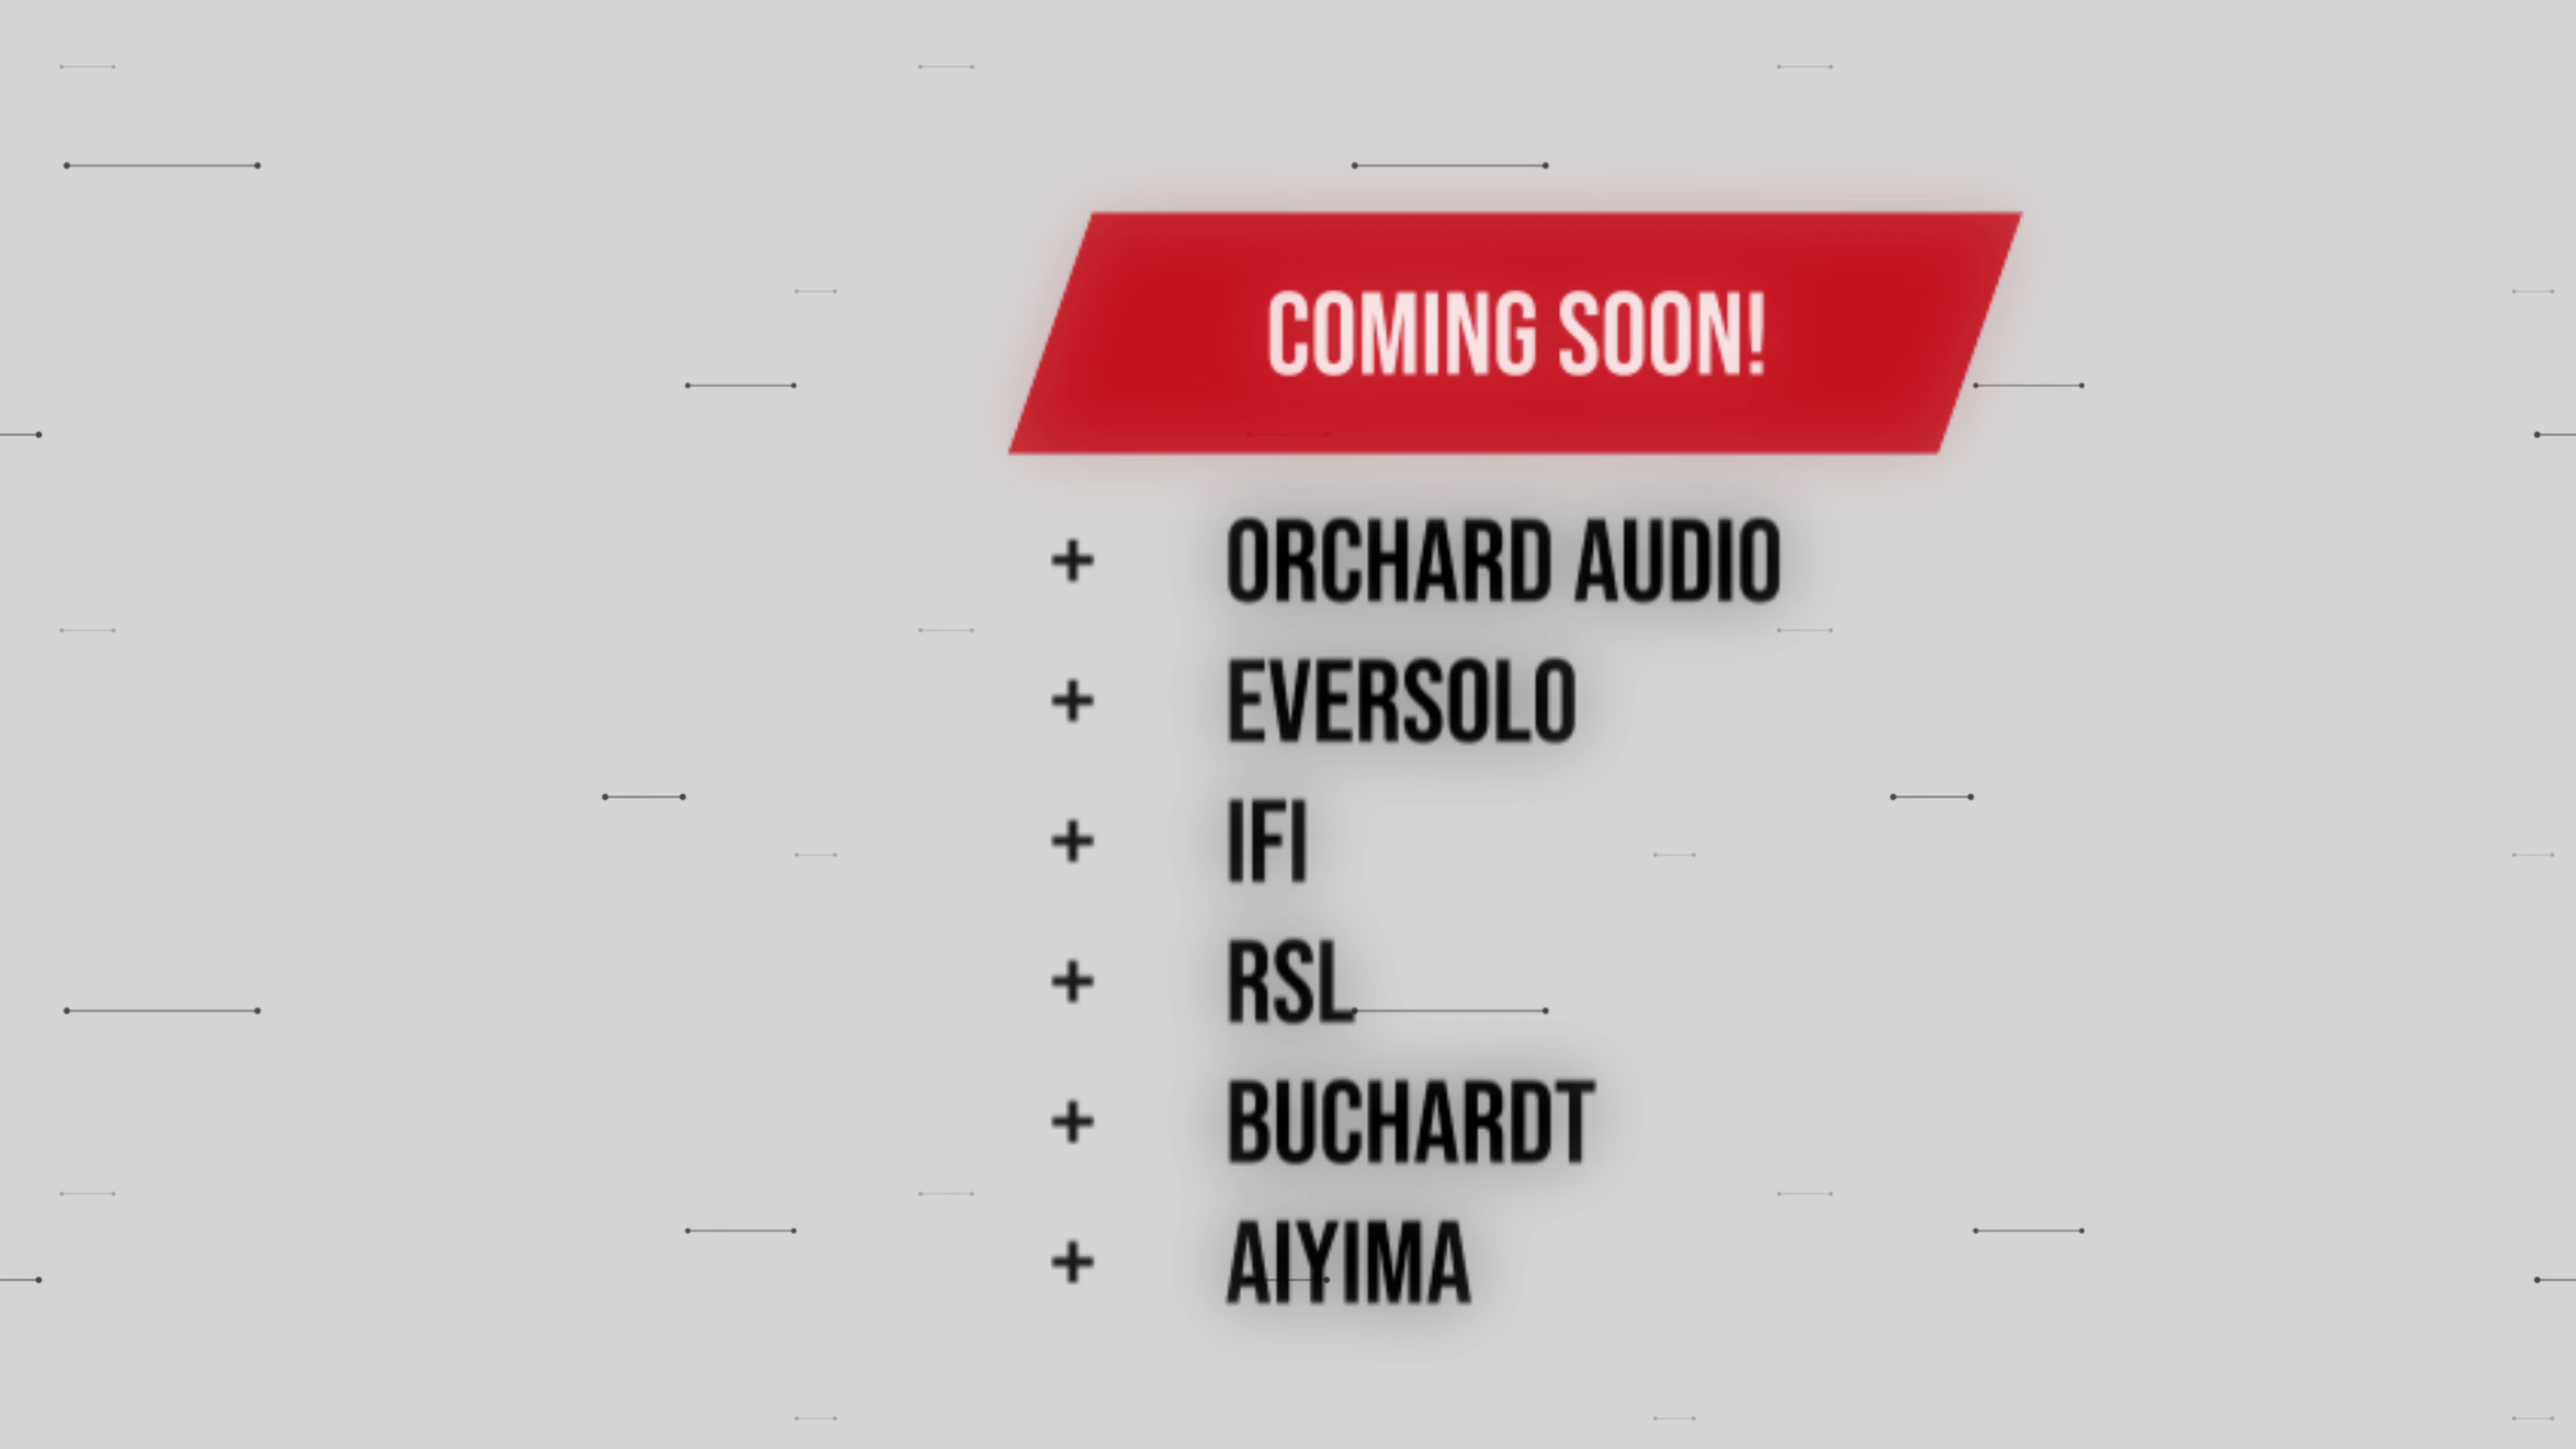 COMING SOON!
+ ORCHARD AUDIO
+ EVERSOLO
+ IFI
+ RSL
+ BUCHARDT
+ AIYIMA